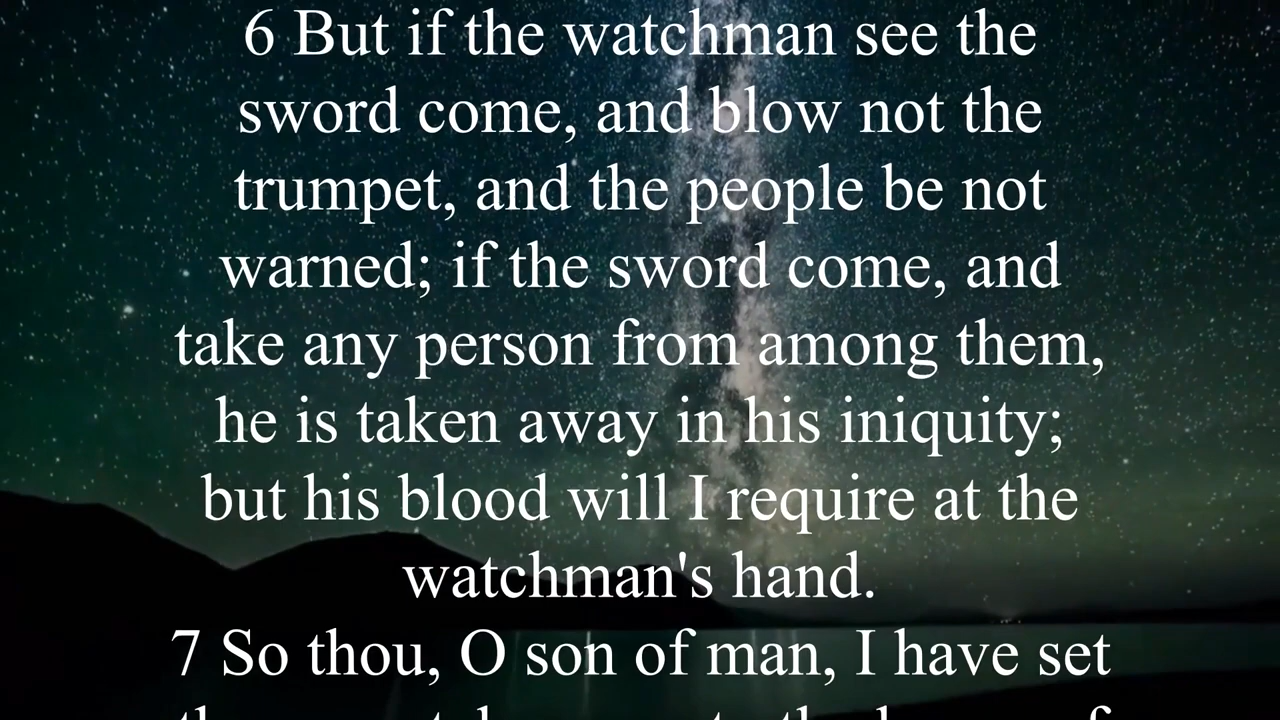 6 But if the watchman see the
sword come, and blow not the
trumpet, and the people be not
warned; if the sword come, and
take any person from among them,
he is taken away in his iniquity;
but his blood will I require at the
watchman's hand.
7 So thou, O son of man, I have set